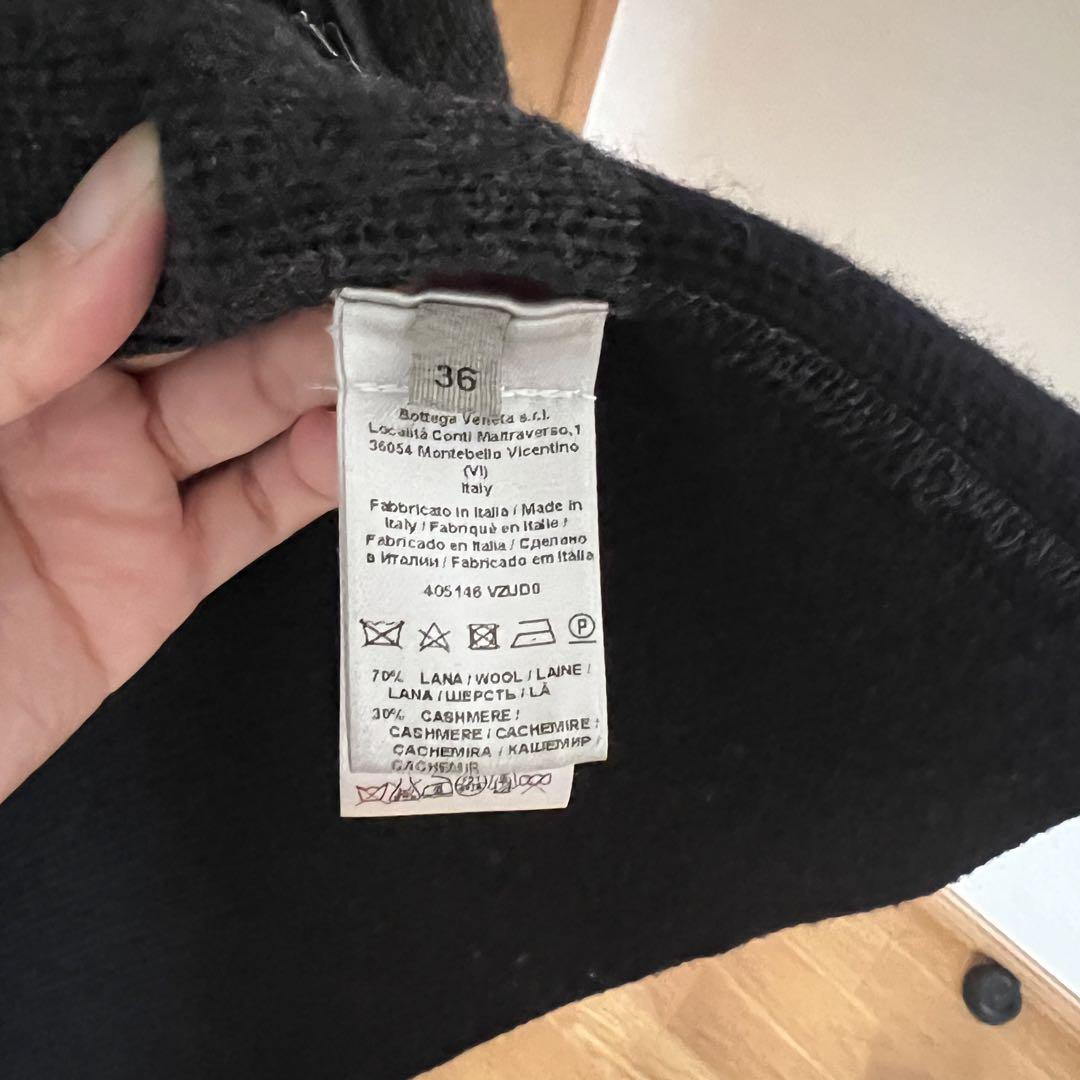 36
Bottega Veneta s.r.l.
Località Conti Maltraverso,1
36054 Montebello Vicentino
(VI)
Italy
Fabbricato in Italia / Made in
Italy / Fabriqué en Italie /
Fabricado en Italia / Сделано
в Италии / Fabricado em Itália
405146 VZUD0
P
70% LANA / WOOL / LAINE /
LANA / ШЕРСТЬ / LÃ
30% CASHMERE /
CASHMERE / CACHEMIRE /
CACHEMIRA / КАШЕМИР /
CACHEMIR